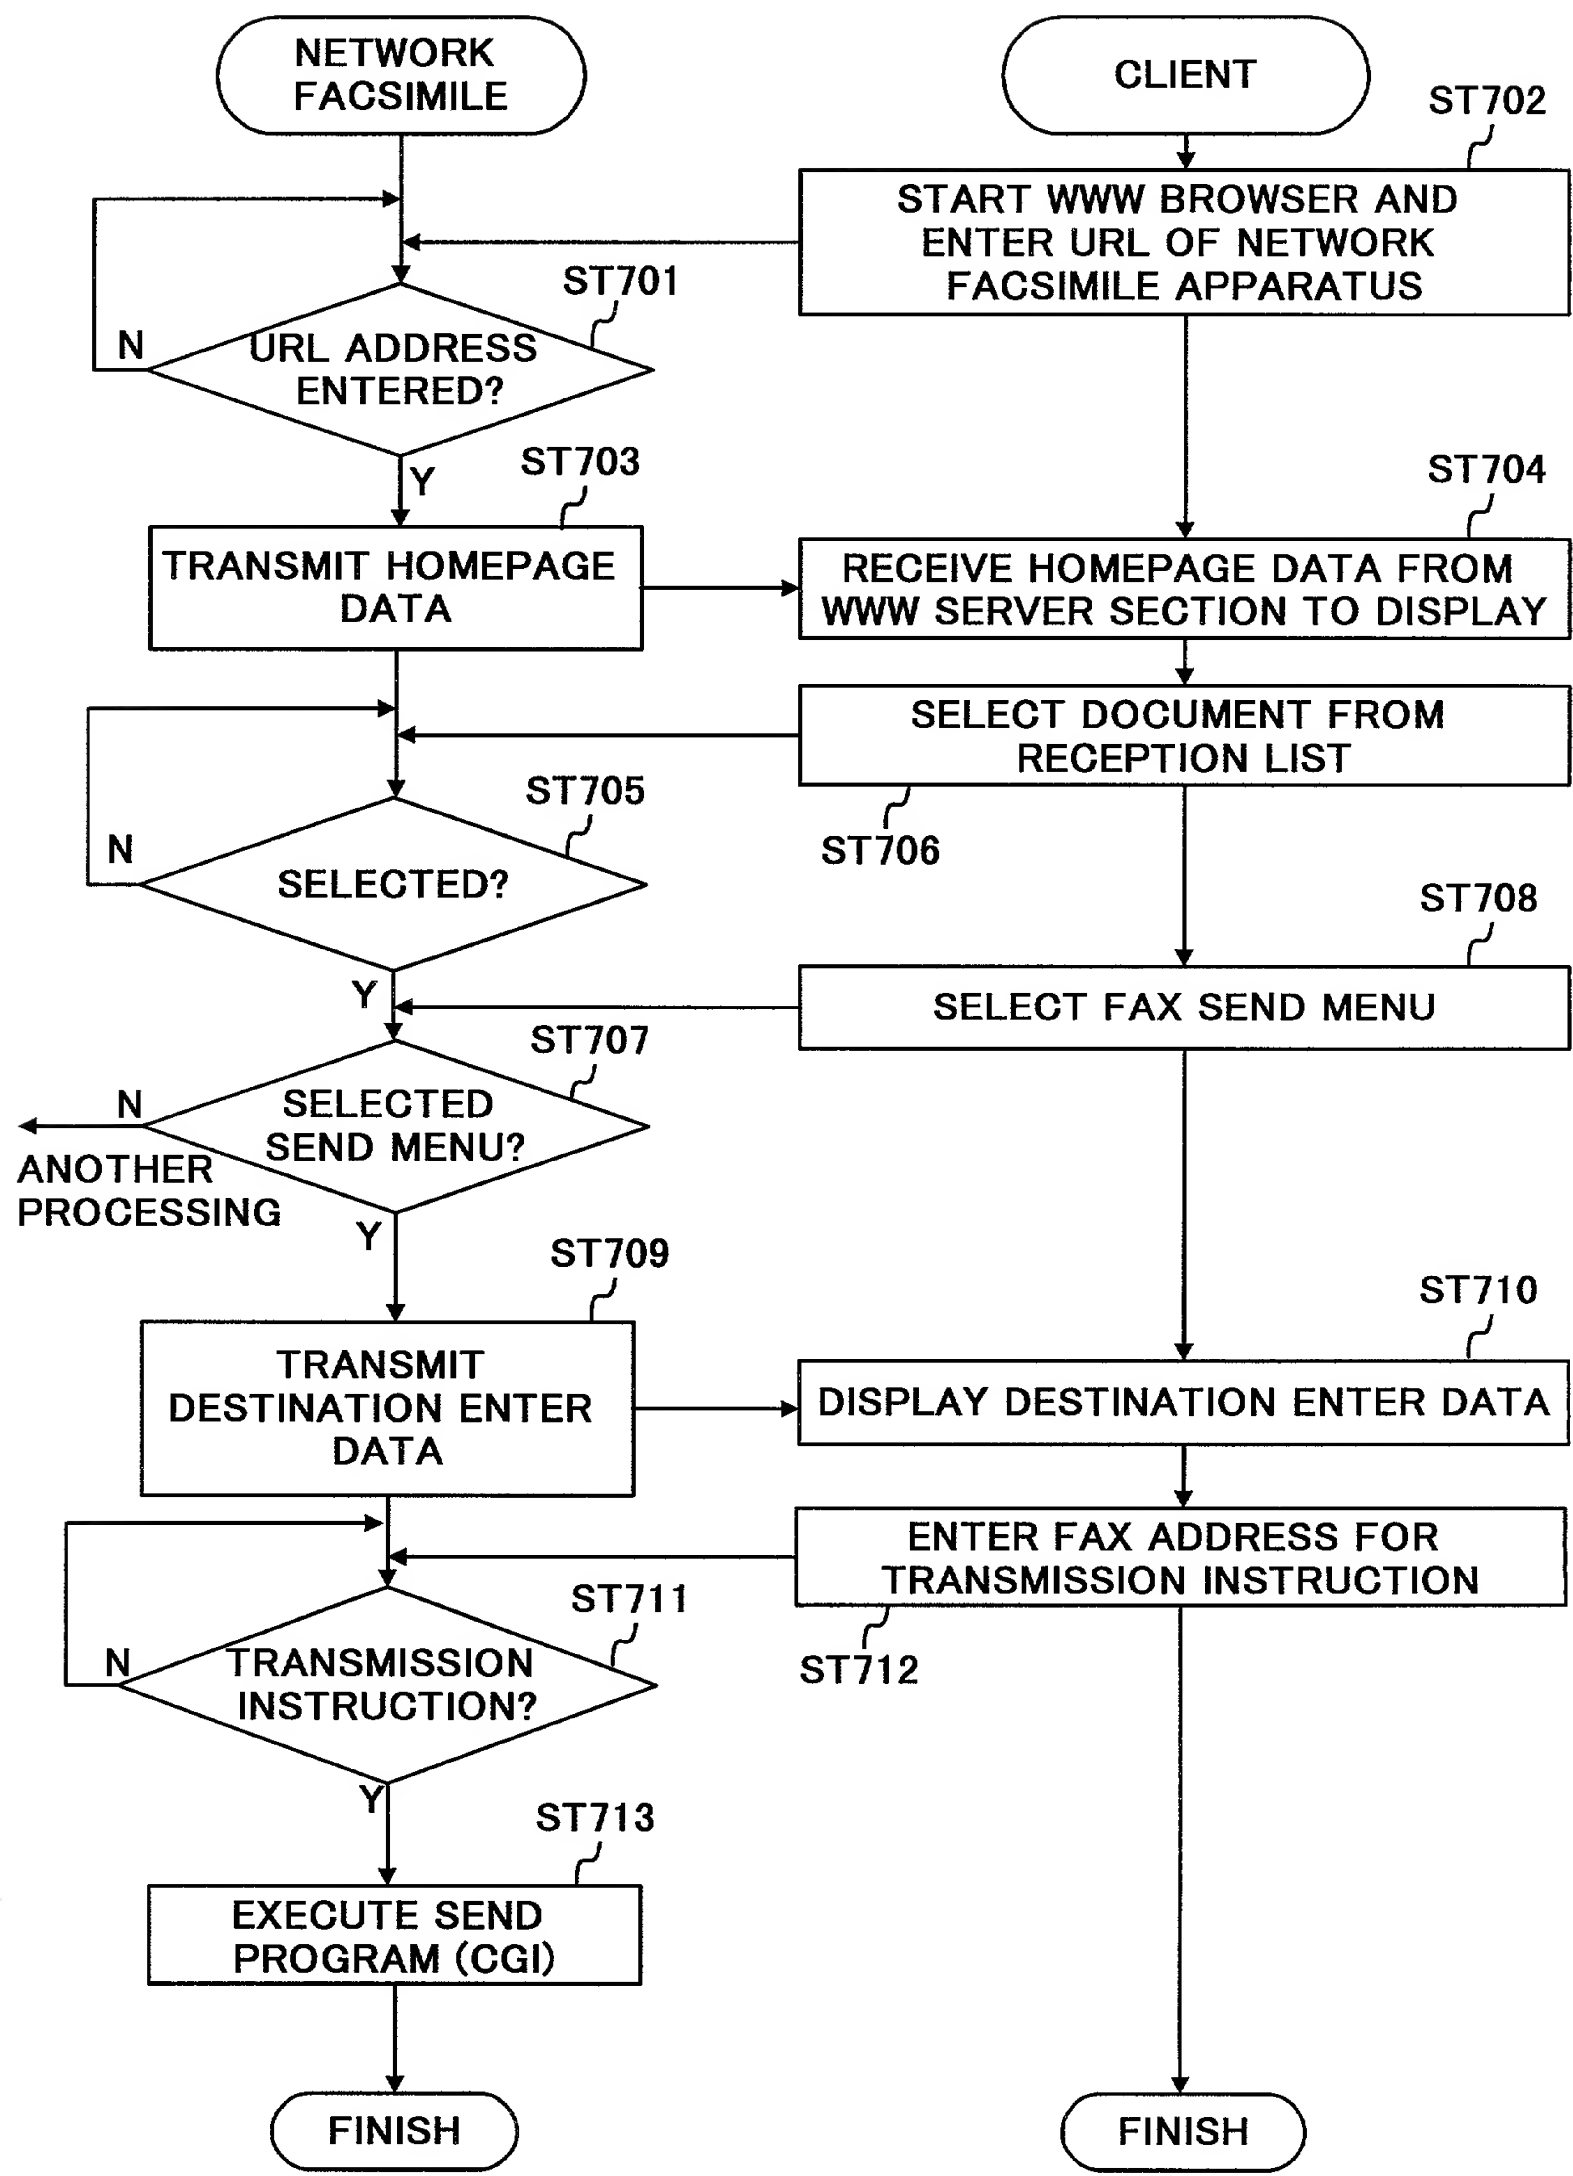 NETWORK
FACSIMILE
CLIENT
ST702
START WWW BROWSER AND
ENTER URL OF NETWORK
FACSIMILE APPARATUS
ST701
N
URL ADDRESS
ENTERED?
Y
ST703
TRANSMIT HOMEPAGE
DATA
ST704
RECEIVE HOMEPAGE DATA FROM
WWW SERVER SECTION TO DISPLAY
SELECT DOCUMENT FROM
RECEPTION LIST
ST706
ST705
N
SELECTED?
Y
ST708
SELECT FAX SEND MENU
ST707
N
SELECTED
SEND MENU?
ANOTHER
PROCESSING
Y
ST709
TRANSMIT
DESTINATION ENTER
DATA
ST710
DISPLAY DESTINATION ENTER DATA
ENTER FAX ADDRESS FOR
TRANSMISSION INSTRUCTION
ST712
ST711
N
TRANSMISSION
INSTRUCTION?
Y
ST713
EXECUTE SEND
PROGRAM (CGI)
FINISH
FINISH